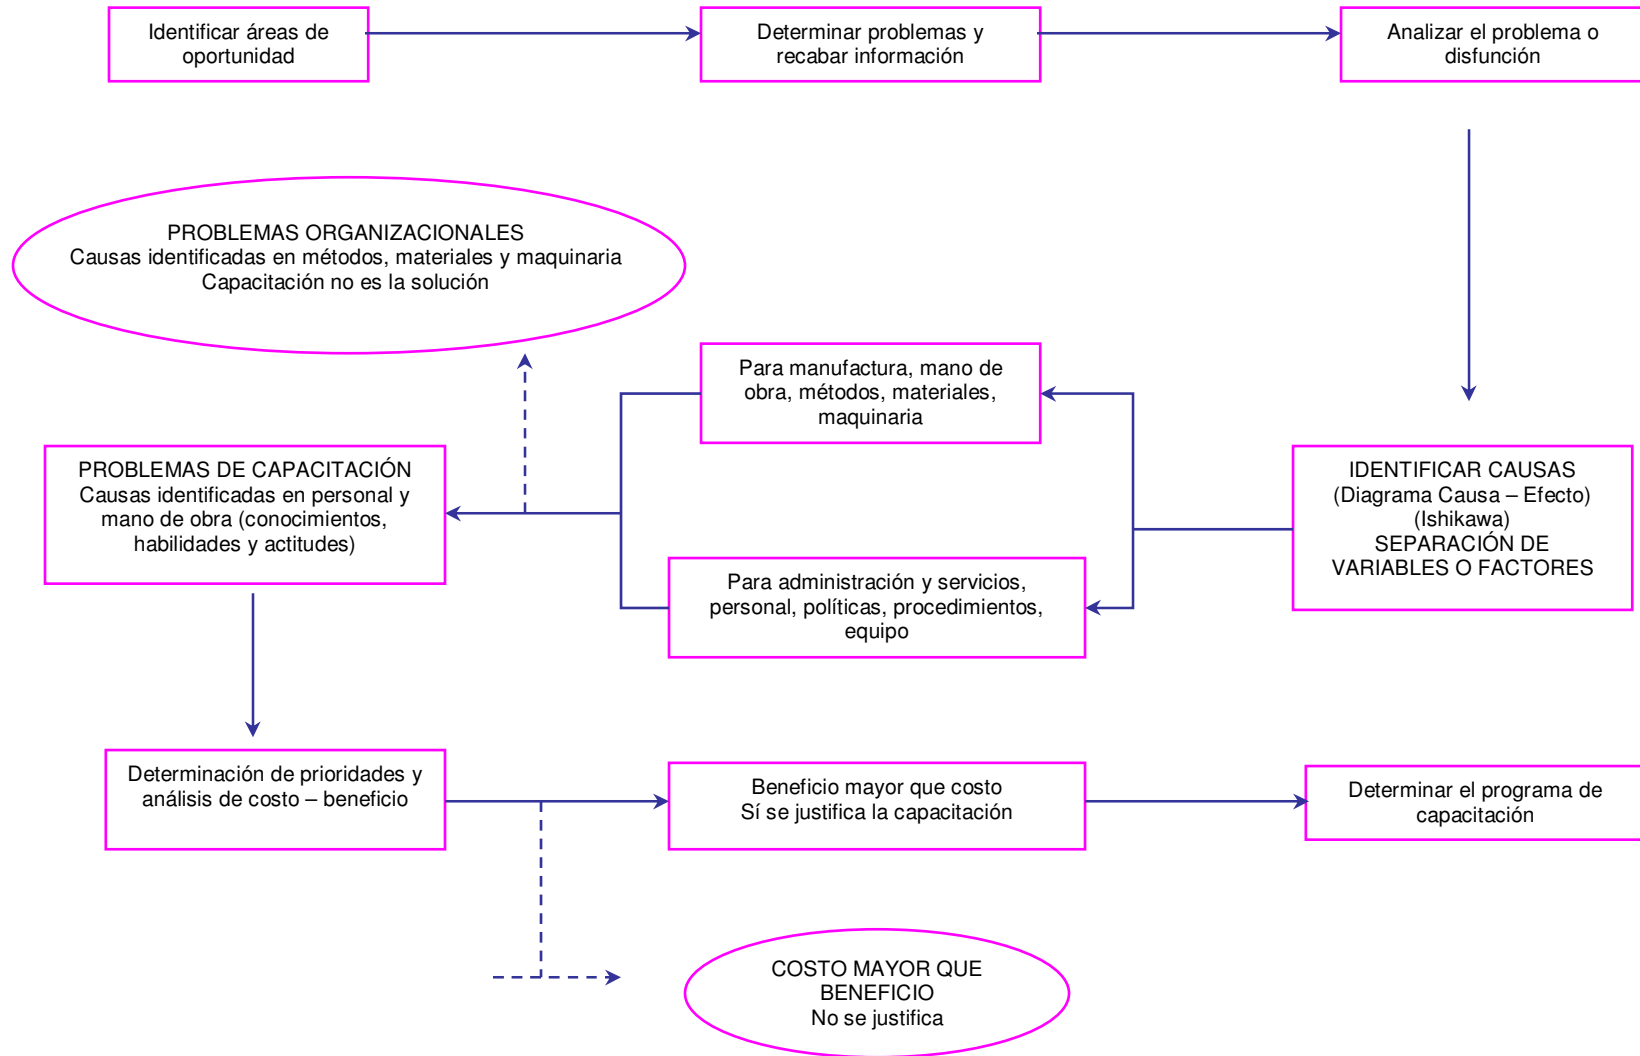 Identificar áreas de
oportunidad
Determinar problemas y
recabar información
Analizar el problema o
disfunción
PROBLEMAS ORGANIZACIONALES
Causas identificadas en métodos, materiales y maquinaria
Capacitación no es la solución
Para manufactura, mano de
obra, métodos, materiales,
maquinaria
PROBLEMAS DE CAPACITACIÓN
Causas identificadas en personal y
mano de obra (conocimientos,
habilidades y actitudes)
IDENTIFICAR CAUSAS
(Diagrama Causa – Efecto)
(Ishikawa)
SEPARACIÓN DE
VARIABLES O FACTORES
Para administración y servicios,
personal, políticas, procedimientos,
equipo
Determinación de prioridades y
análisis de costo – beneficio
Beneficio mayor que costo
Sí se justifica la capacitación
Determinar el programa de
capacitación
COSTO MAYOR QUE
BENEFICIO
No se justifica